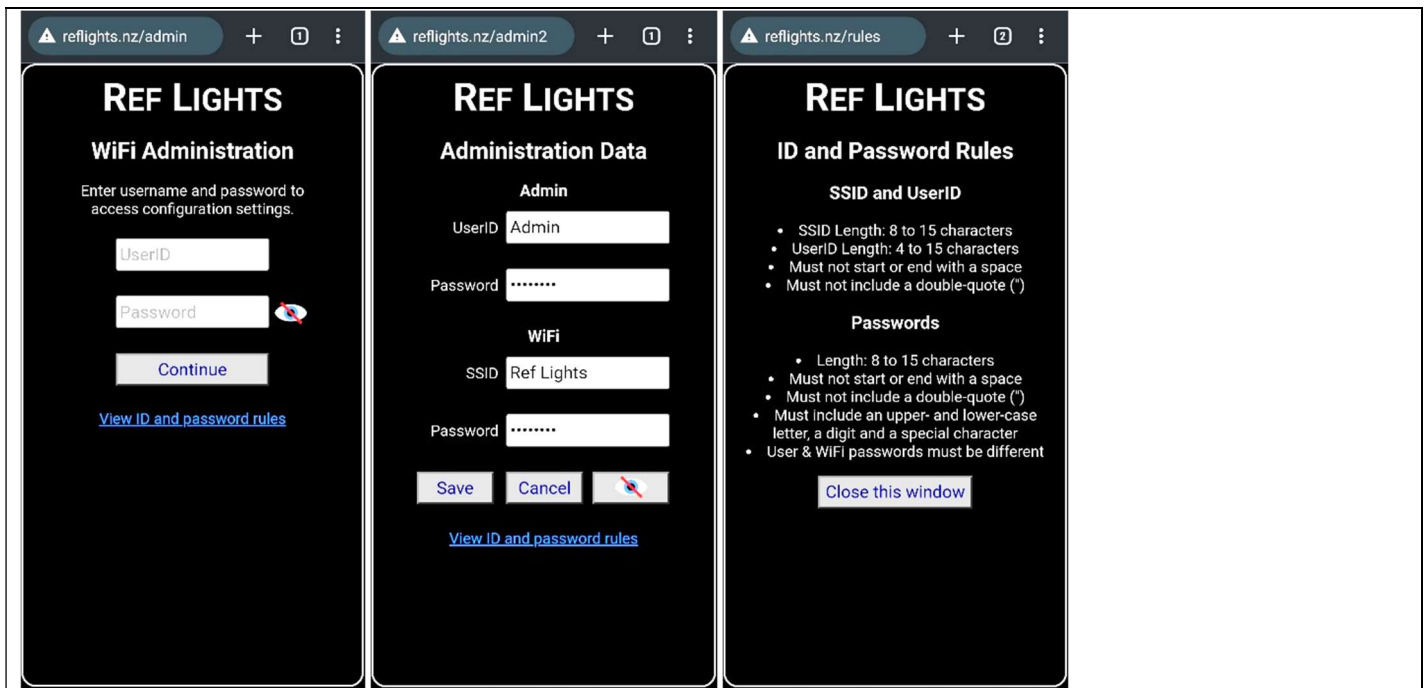 reflights.nz/admin
1
REF LIGHTS
WiFi Administration
Enter username and password to
access configuration settings.
UserID
Password
Continue
View ID and password rules
reflights.nz/admin2
1
REF LIGHTS
Administration Data
Admin
UserID Admin
Password ••••••••
WiFi
SSID Ref Lights
Password ••••••••
Save Cancel
View ID and password rules
reflights.nz/rules
2
REF LIGHTS
ID and Password Rules
SSID and UserID
• SSID Length: 8 to 15 characters
• UserID Length: 4 to 15 characters
• Must not start or end with a space
• Must not include a double-quote (")
Passwords
• Length: 8 to 15 characters
• Must not start or end with a space
• Must not include a double-quote (")
• Must include an upper- and lower-case
letter, a digit and a special character
• User & WiFi passwords must be different
Close this window